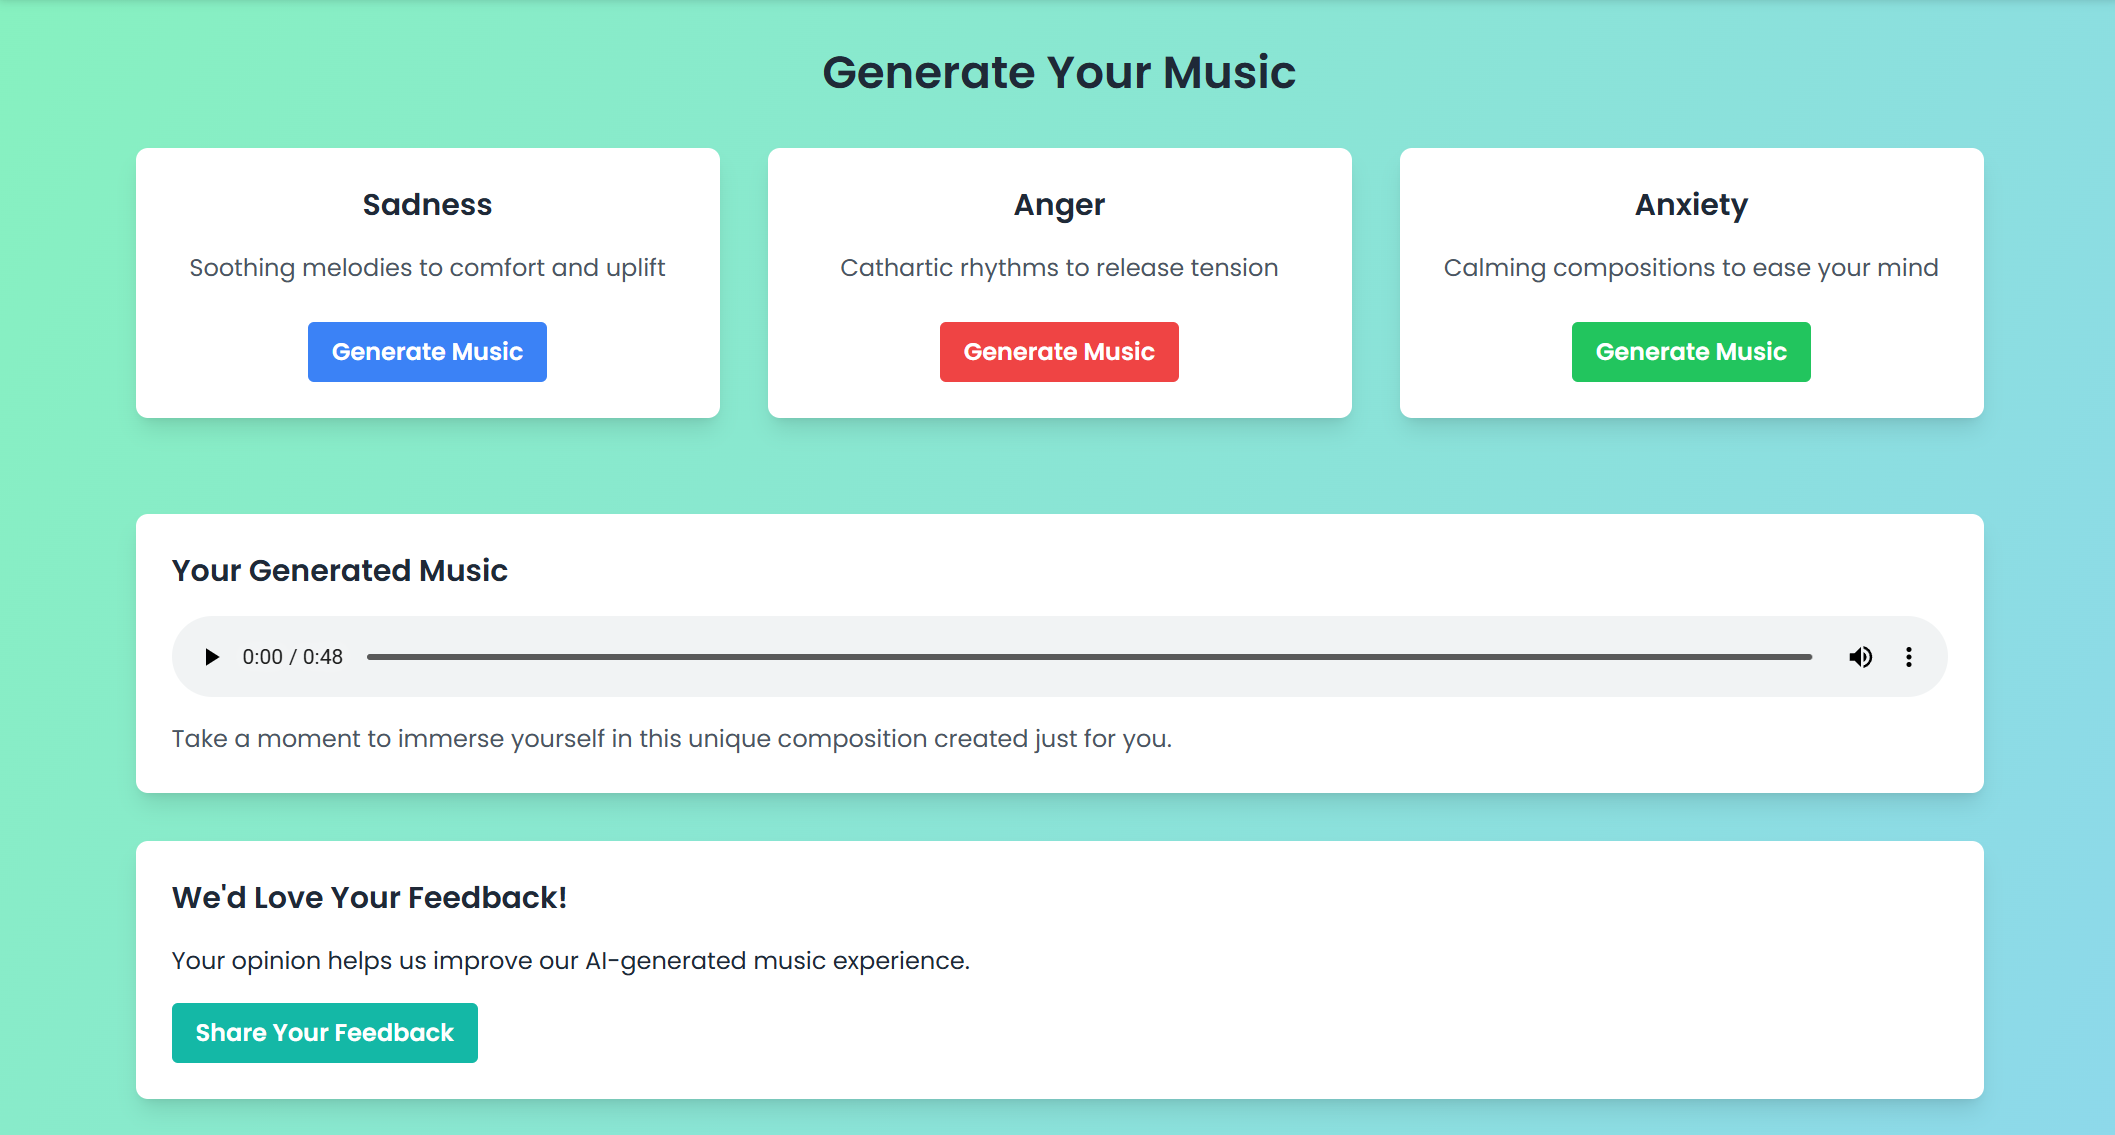 Generate Your Music
Sadness
Soothing melodies to comfort and uplift
Generate Music
Anger
Cathartic rhythms to release tension
Generate Music
Anxiety
Calming compositions to ease your mind
Generate Music
Your Generated Music
0:00 / 0:48
Take a moment to immerse yourself in this unique composition created just for you.
We'd Love Your Feedback!
Your opinion helps us improve our AI-generated music experience.
Share Your Feedback